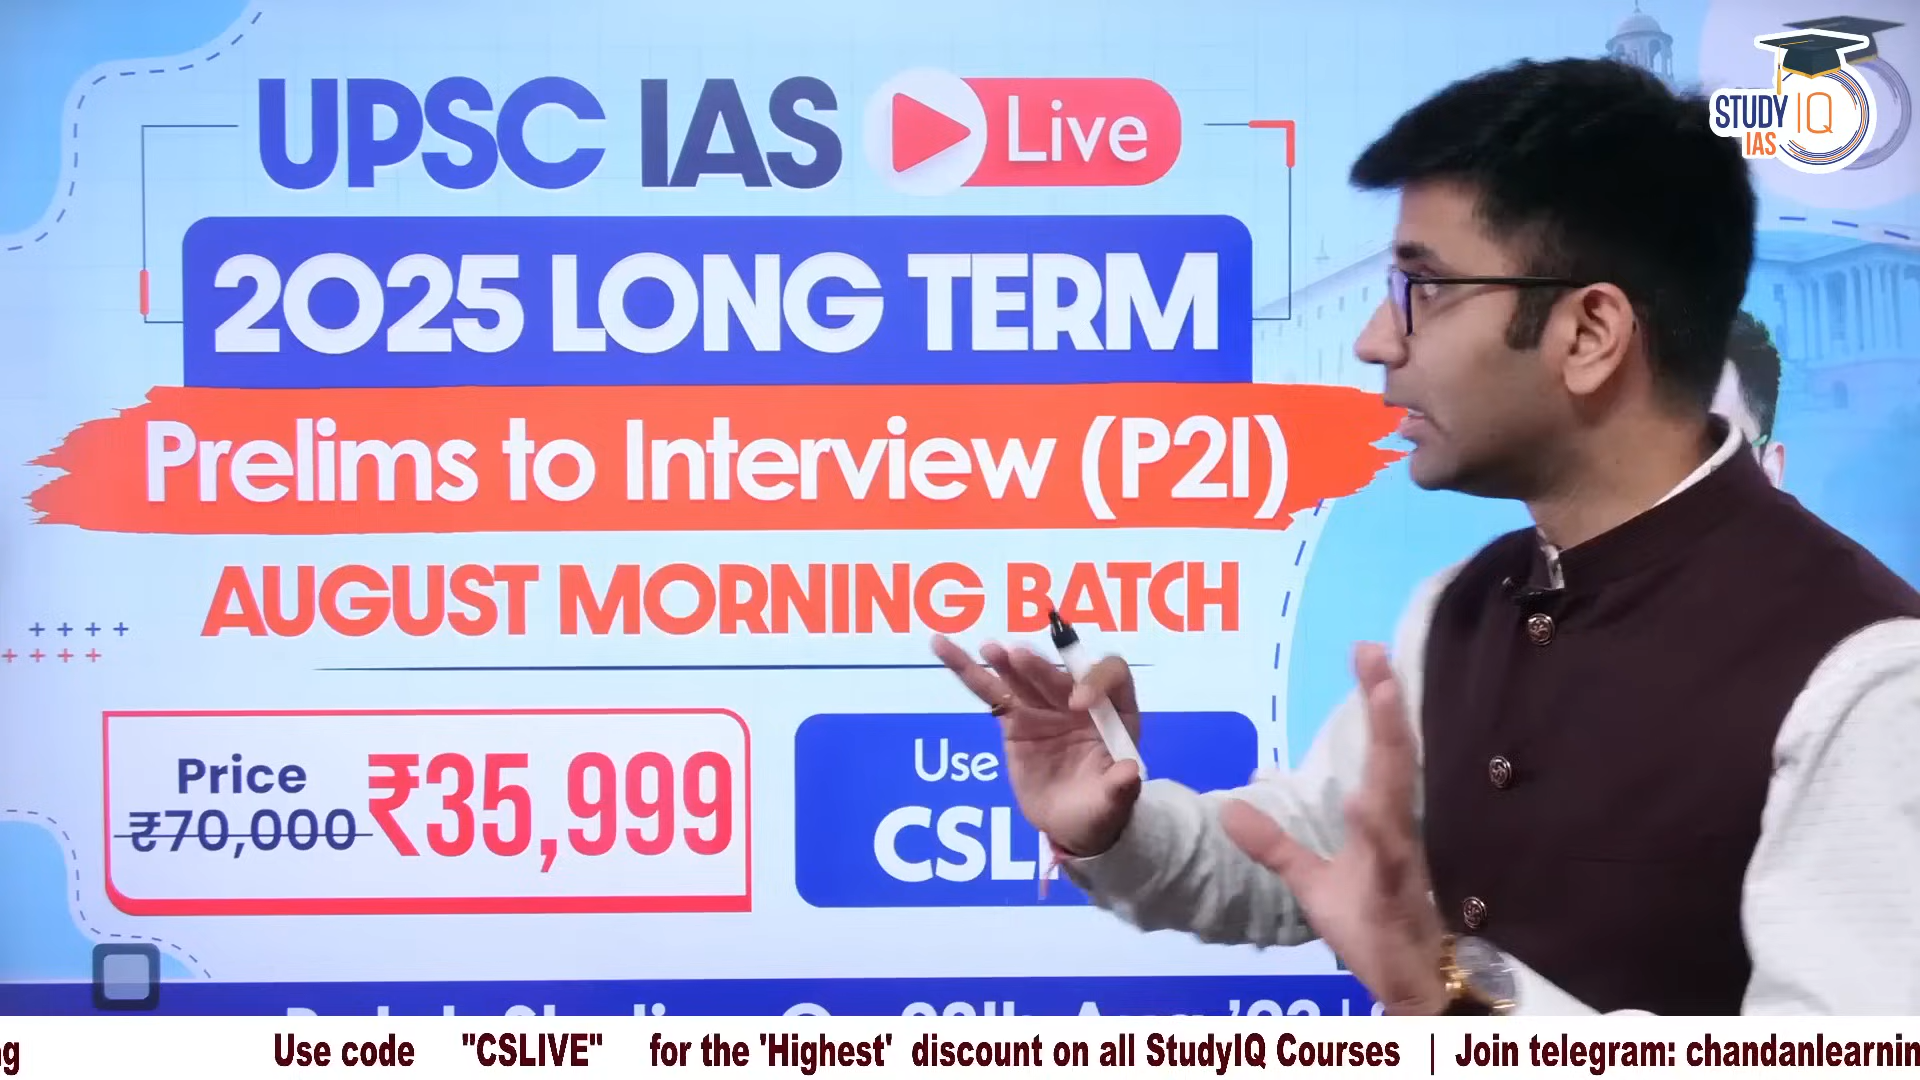 UPSC IAS Live
STUDY IQ
IAS
2025 LONG TERM
Prelims to Interview (P2I)
AUGUST MORNING BATCH
Price
₹70,000 ₹35,999
Use
CSLI
Use code "CSLIVE" for the 'Highest' discount on all StudyIQ Courses | Join telegram: chandanlearnin